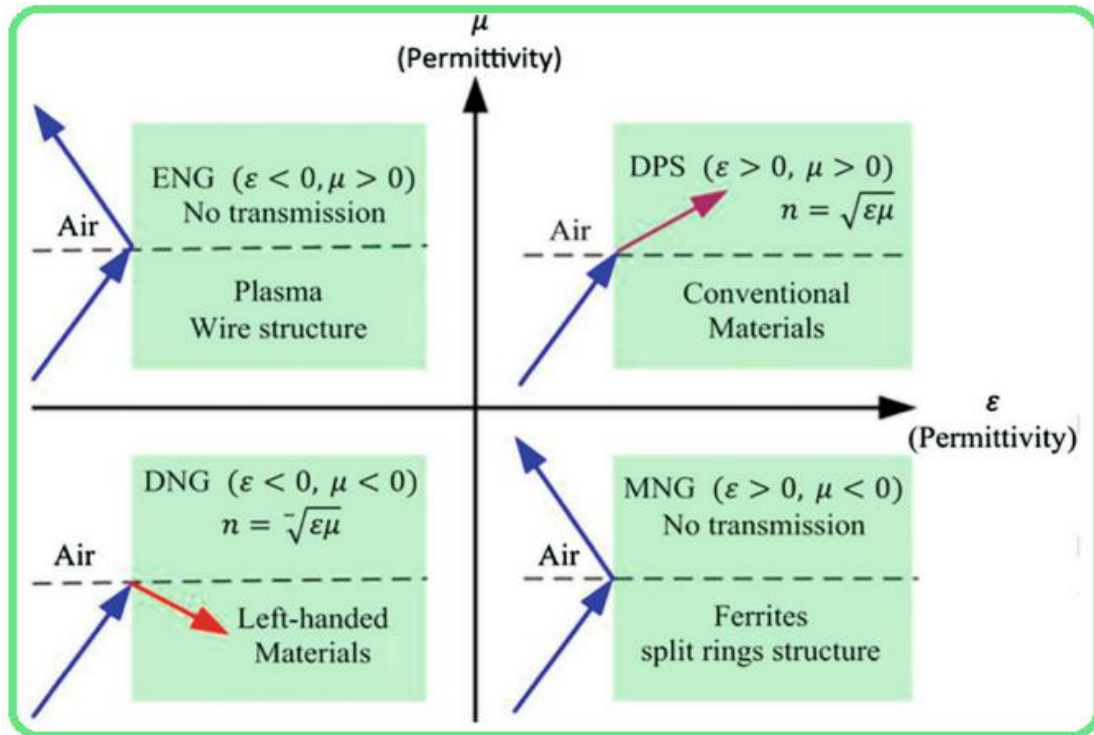 μ
(Permittivity)
ENG (ε < 0, μ > 0)
No transmission
Air
Plasma
Wire structure
DPS (ε > 0, μ > 0)
n = √εμ
Air
Conventional
Materials
ε
(Permittivity)
DNG (ε < 0, μ < 0)
n = ⁻√εμ
Air
Left-handed
Materials
MNG (ε > 0, μ < 0)
No transmission
Air
Ferrites
split rings structure